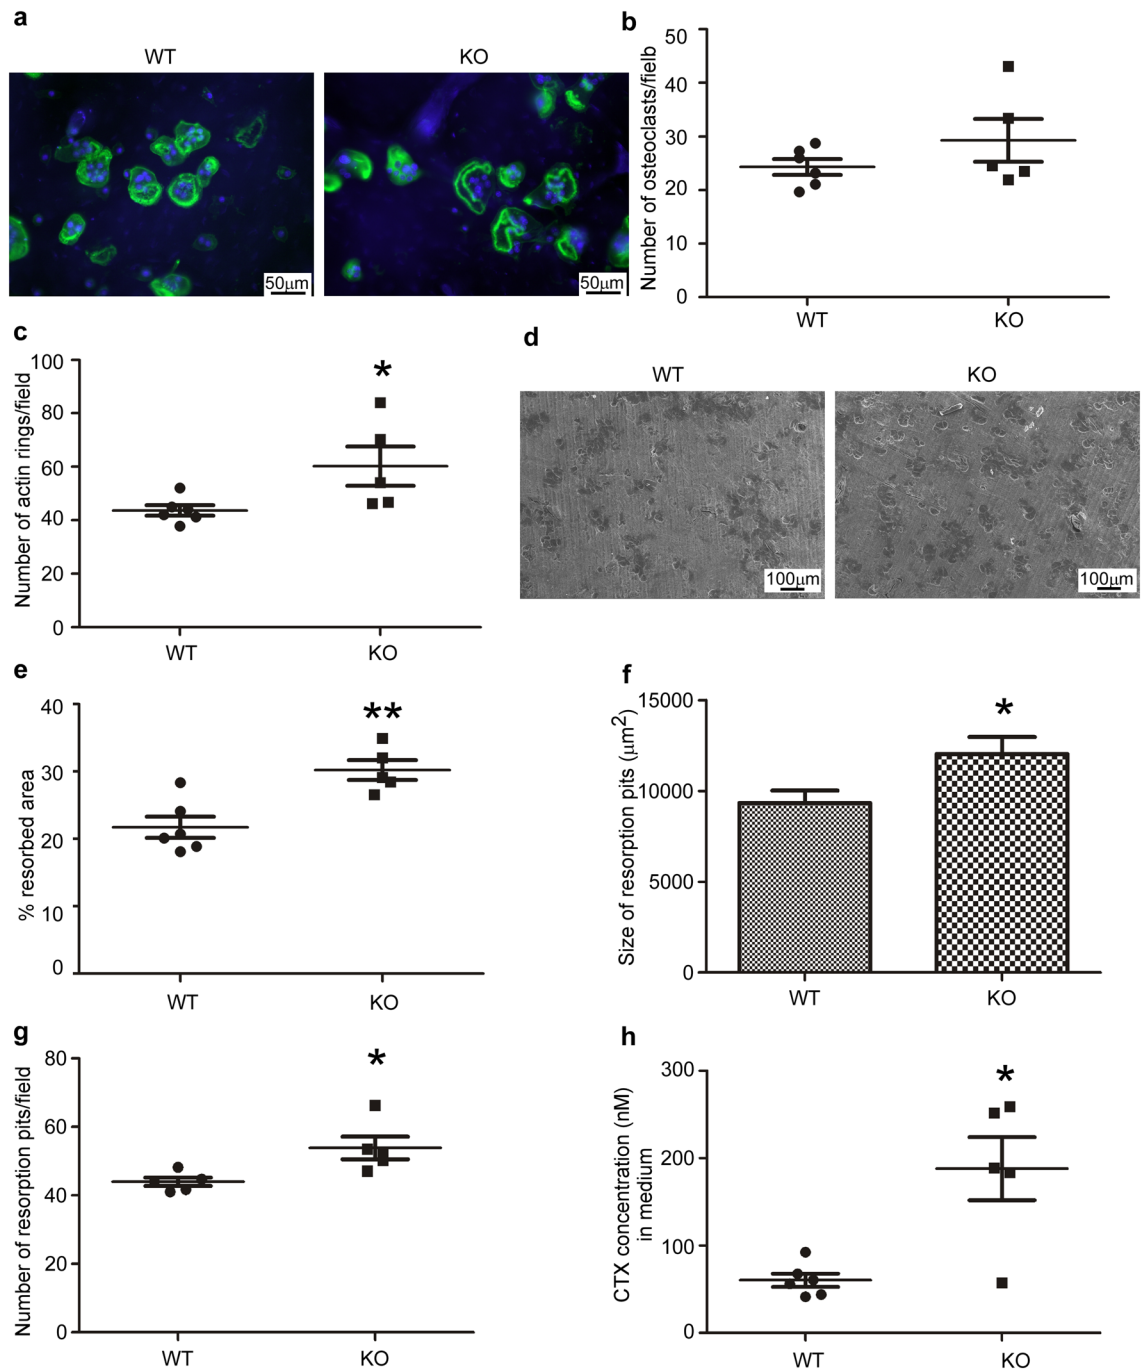 a
WT
KO
50μm
50μm
b
Number of osteoclasts/fielb
50
40
30
20
10
0
WT
KO
c
Number of actin rings/field
100
80
60
40
20
0
*
WT
KO
d
WT
KO
100μm
100μm
e
% resorbed area
40
30
20
10
0
**
WT
KO
f
Size of resorption pits (μm2)
15000
10000
5000
0
*
WT
KO
g
Number of resorption pits/field
80
60
40
20
0
*
WT
KO
h
CTX concentration (nM)
in medium
300
200
100
0
*
WT
KO